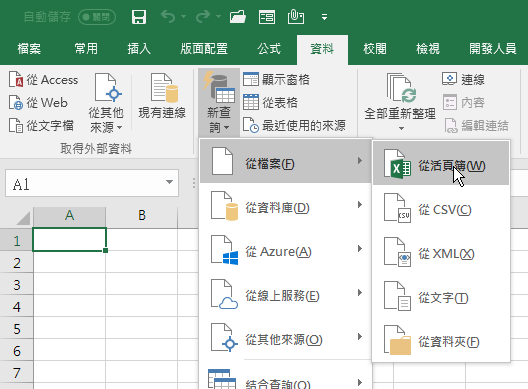 自動儲存 關閉
檔案 常用 插入 版面配置 公式 資料 校閱 檢視 開發人員
從 Access
從 Web
從文字檔
從其他
來源
現有連線
取得外部資料
新查
詢
顯示窗格
從表格
最近使用的來源
全部重新整理
連線
內容
編輯連結
A1
A B
1
2
3
4
5
6
7
8
從檔案(F)
從資料庫(D)
從 Azure(A)
從線上服務(E)
從其他來源(O)
結合查詢(Q)
從活頁簿(W)
從 CSV(C)
從 XML(X)
從文字(T)
從資料夾(F)